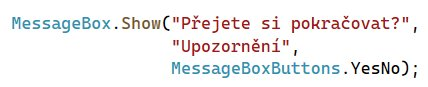 MessageBox.Show("Přejete si pokračovat?",
"Upozornění",
MessageBoxButtons.YesNo);